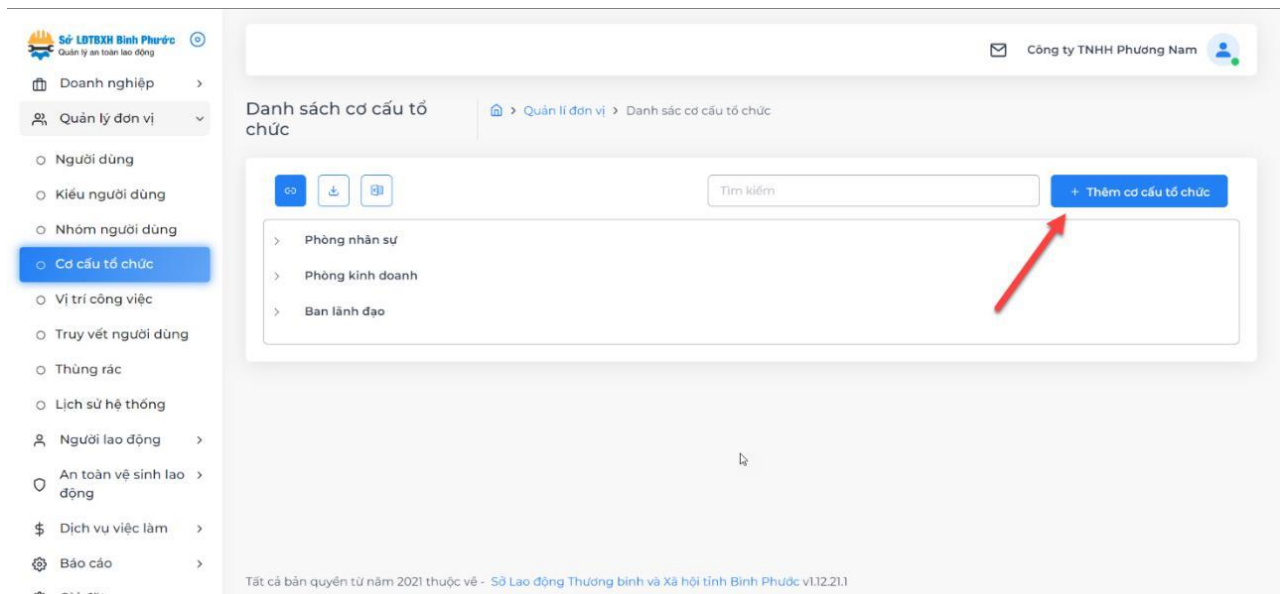 Sở LĐTBXH Bình Phước
Quản lý an toàn lao động
Doanh nghiệp
Quản lý đơn vị
Người dùng
Kiểu người dùng
Nhóm người dùng
Cơ cấu tổ chức
Vị trí công việc
Truy vết người dùng
Thùng rác
Lịch sử hệ thống
Người lao động
An toàn vệ sinh lao
động
Dịch vụ việc làm
Báo cáo
Công ty TNHH Phương Nam
Danh sách cơ cấu tổ
chức
Quản lí đơn vị > Danh sác cơ cấu tổ chức
Tìm kiếm
+ Thêm cơ cấu tổ chức
Phòng nhân sự
Phòng kinh doanh
Ban lãnh đạo
Tất cả bản quyền từ năm 2021 thuộc về - Sở Lao động Thương binh và Xã hội tỉnh Bình Phước v1.12.21.1